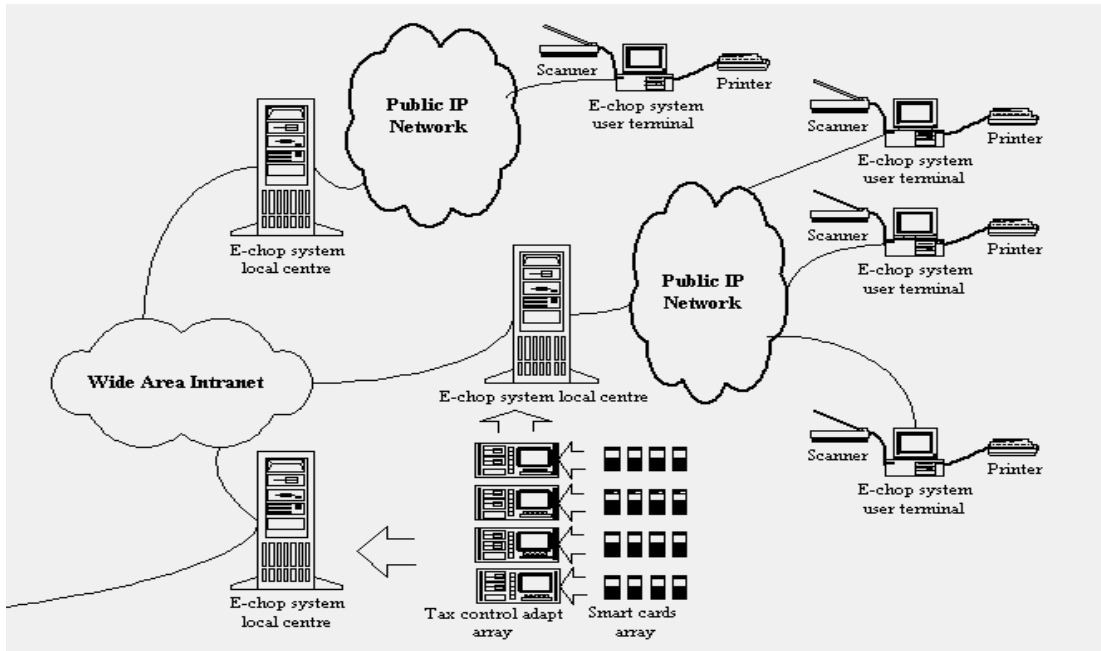 Scanner
Printer
E-chop system
user terminal
Public IP
Network
Scanner
Printer
E-chop system
user terminal
E-chop system
local centre
Scanner
Printer
E-chop system
user terminal
Public IP
Network
Wide Area Intranet
E-chop system local centre
Scanner
Printer
E-chop system
user terminal
E-chop system
local centre
Tax control adapt
array
Smart cards
array